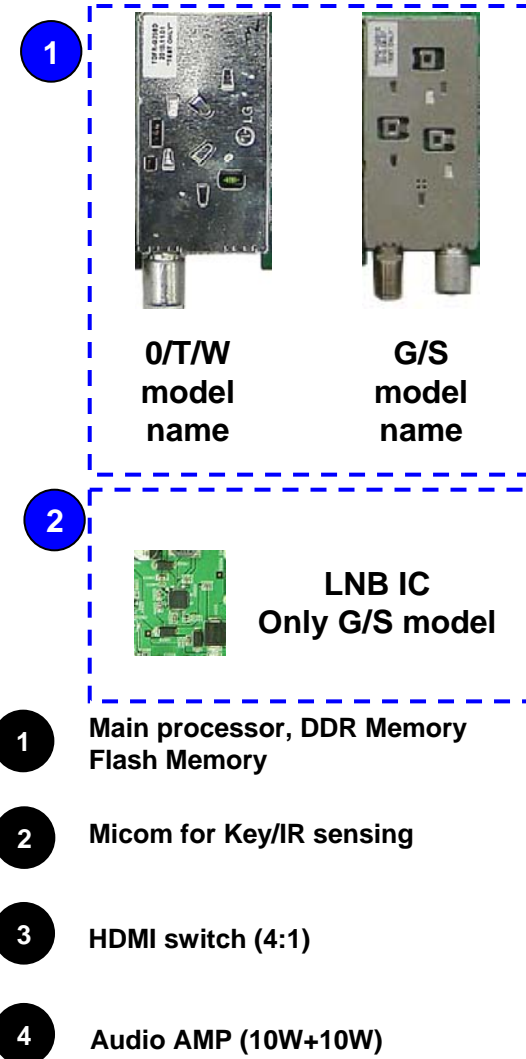 1
0/T/W
model
name
G/S
model
name
LG
2
LNB IC
Only G/S model
1
Main processor, DDR Memory
Flash Memory
2
Micom for Key/IR sensing
3
HDMI switch (4:1)
4
Audio AMP (10W+10W)